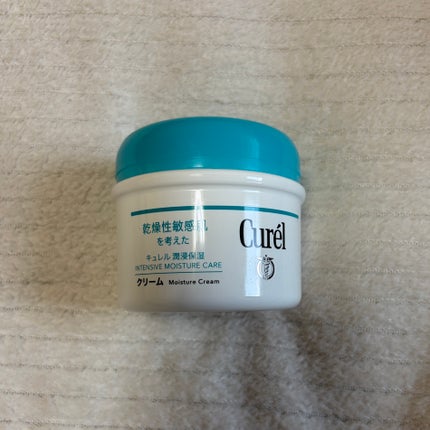 乾燥性敏感肌
を考えた
キュレル 潤浸保湿
INTENSIVE MOISTURE CARE
クリーム Moisture Cream
Curél